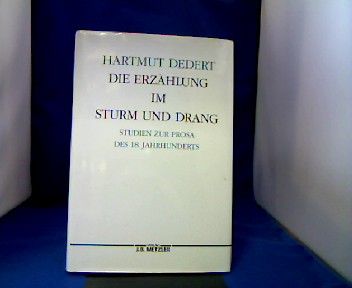 HARTMUT DEDERT
DIE ERZÄHLUNG
IM
STURM UND DRANG
STUDIEN ZUR PROSA
DES 18. JAHRHUNDERTS
J.B. METZLER